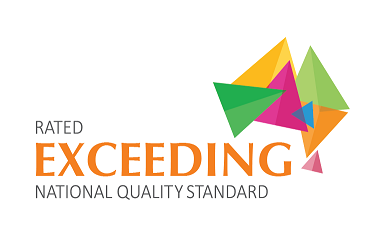 RATED
EXCEEDING
NATIONAL QUALITY STANDARD